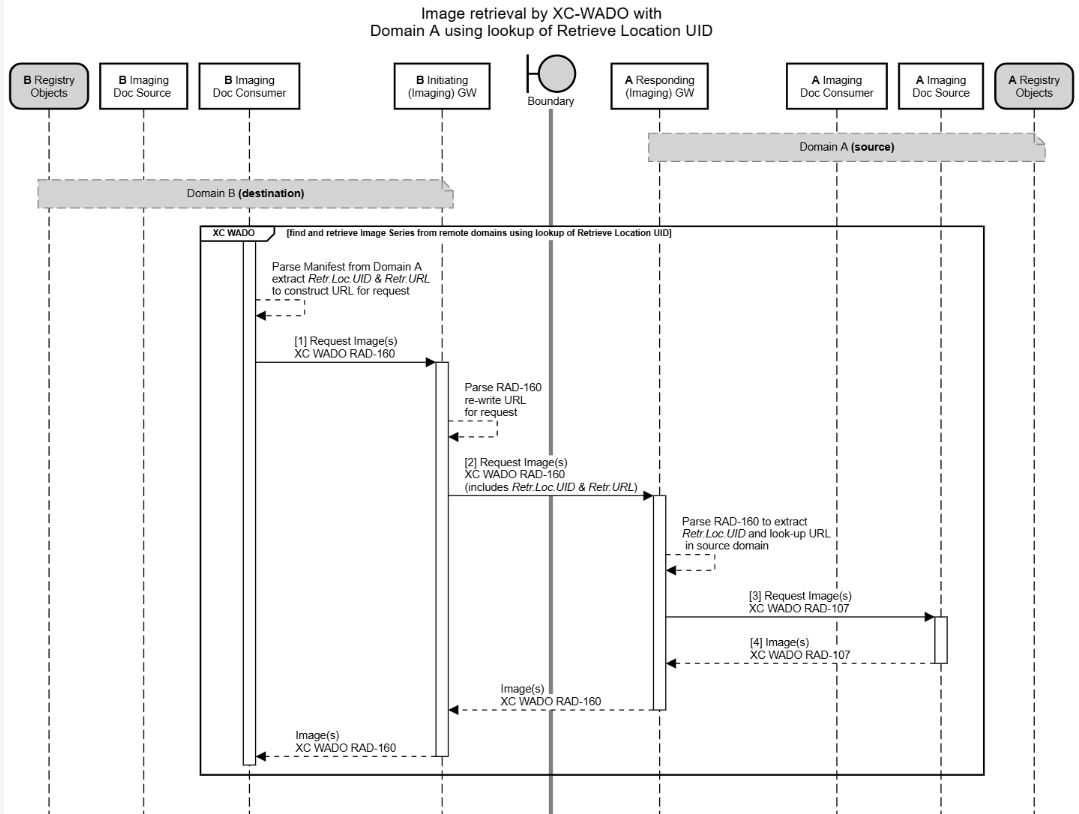 Image retrieval by XC-WADO with
Domain A using lookup of Retrieve Location UID
B Registry
Objects
B Imaging
Doc Source
B Imaging
Doc Consumer
B Initiating
(Imaging) GW
Boundary
A Responding
(Imaging) GW
A Imaging
Doc Consumer
A Imaging
Doc Source
A Registry
Objects
Domain A (source)
Domain B (destination)
XC WADO
[find and retrieve Image Series from remote domains using lookup of Retrieve Location UID]
Parse Manifest from Domain A
extract Retr.Loc.UID & Retr.URL
to construct URL for request
[1] Request Image(s)
XC WADO RAD-160
Parse RAD-160
re-write URL
for request
[2] Request Image(s)
XC WADO RAD-160
(includes Retr.Loc.UID & Retr.URL)
Parse RAD-160 to extract
Retr.Loc.UID and look-up URL
in source domain
[3] Request Image(s)
XC WADO RAD-107
[4] Image(s)
XC WADO RAD-107
Image(s)
XC WADO RAD-160
Image(s)
XC WADO RAD-160